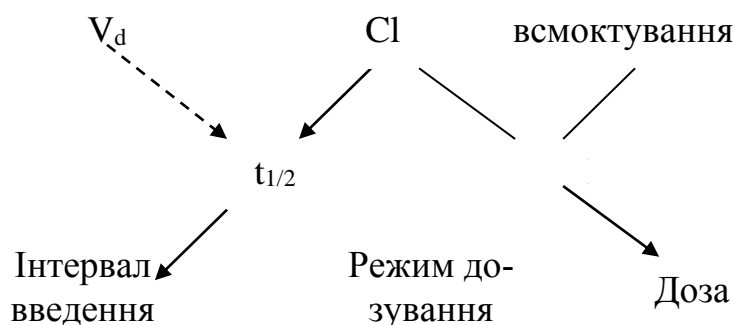 V_d Cl всмоктування
t_1/2
Інтервал
введення
Режим до-
зування
Доза